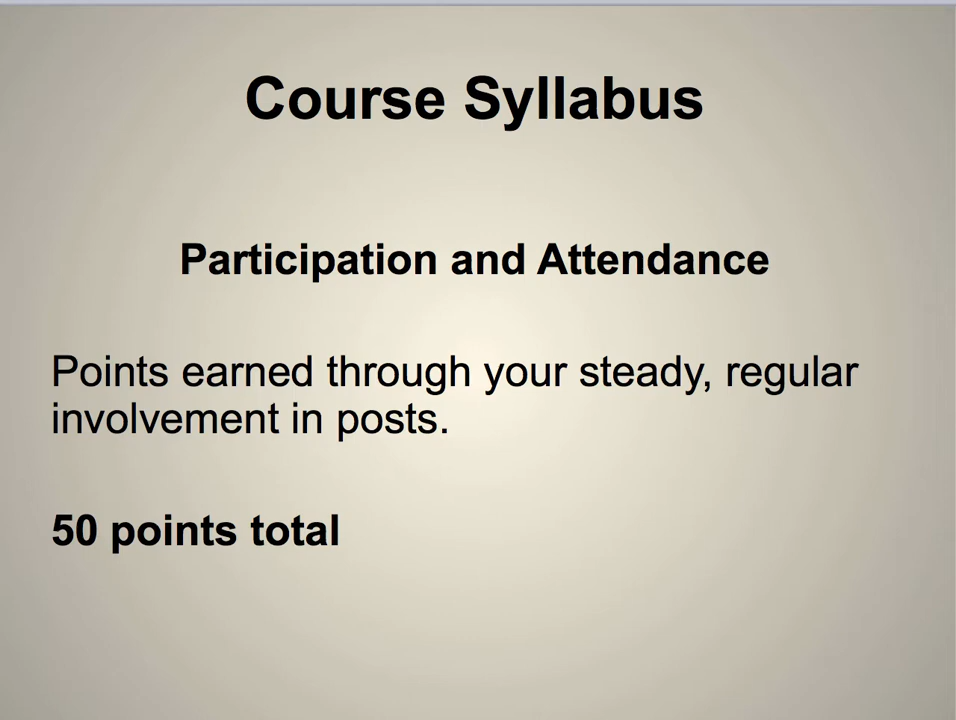 Course Syllabus
Participation and Attendance
Points earned through your steady, regular
involvement in posts.
50 points total